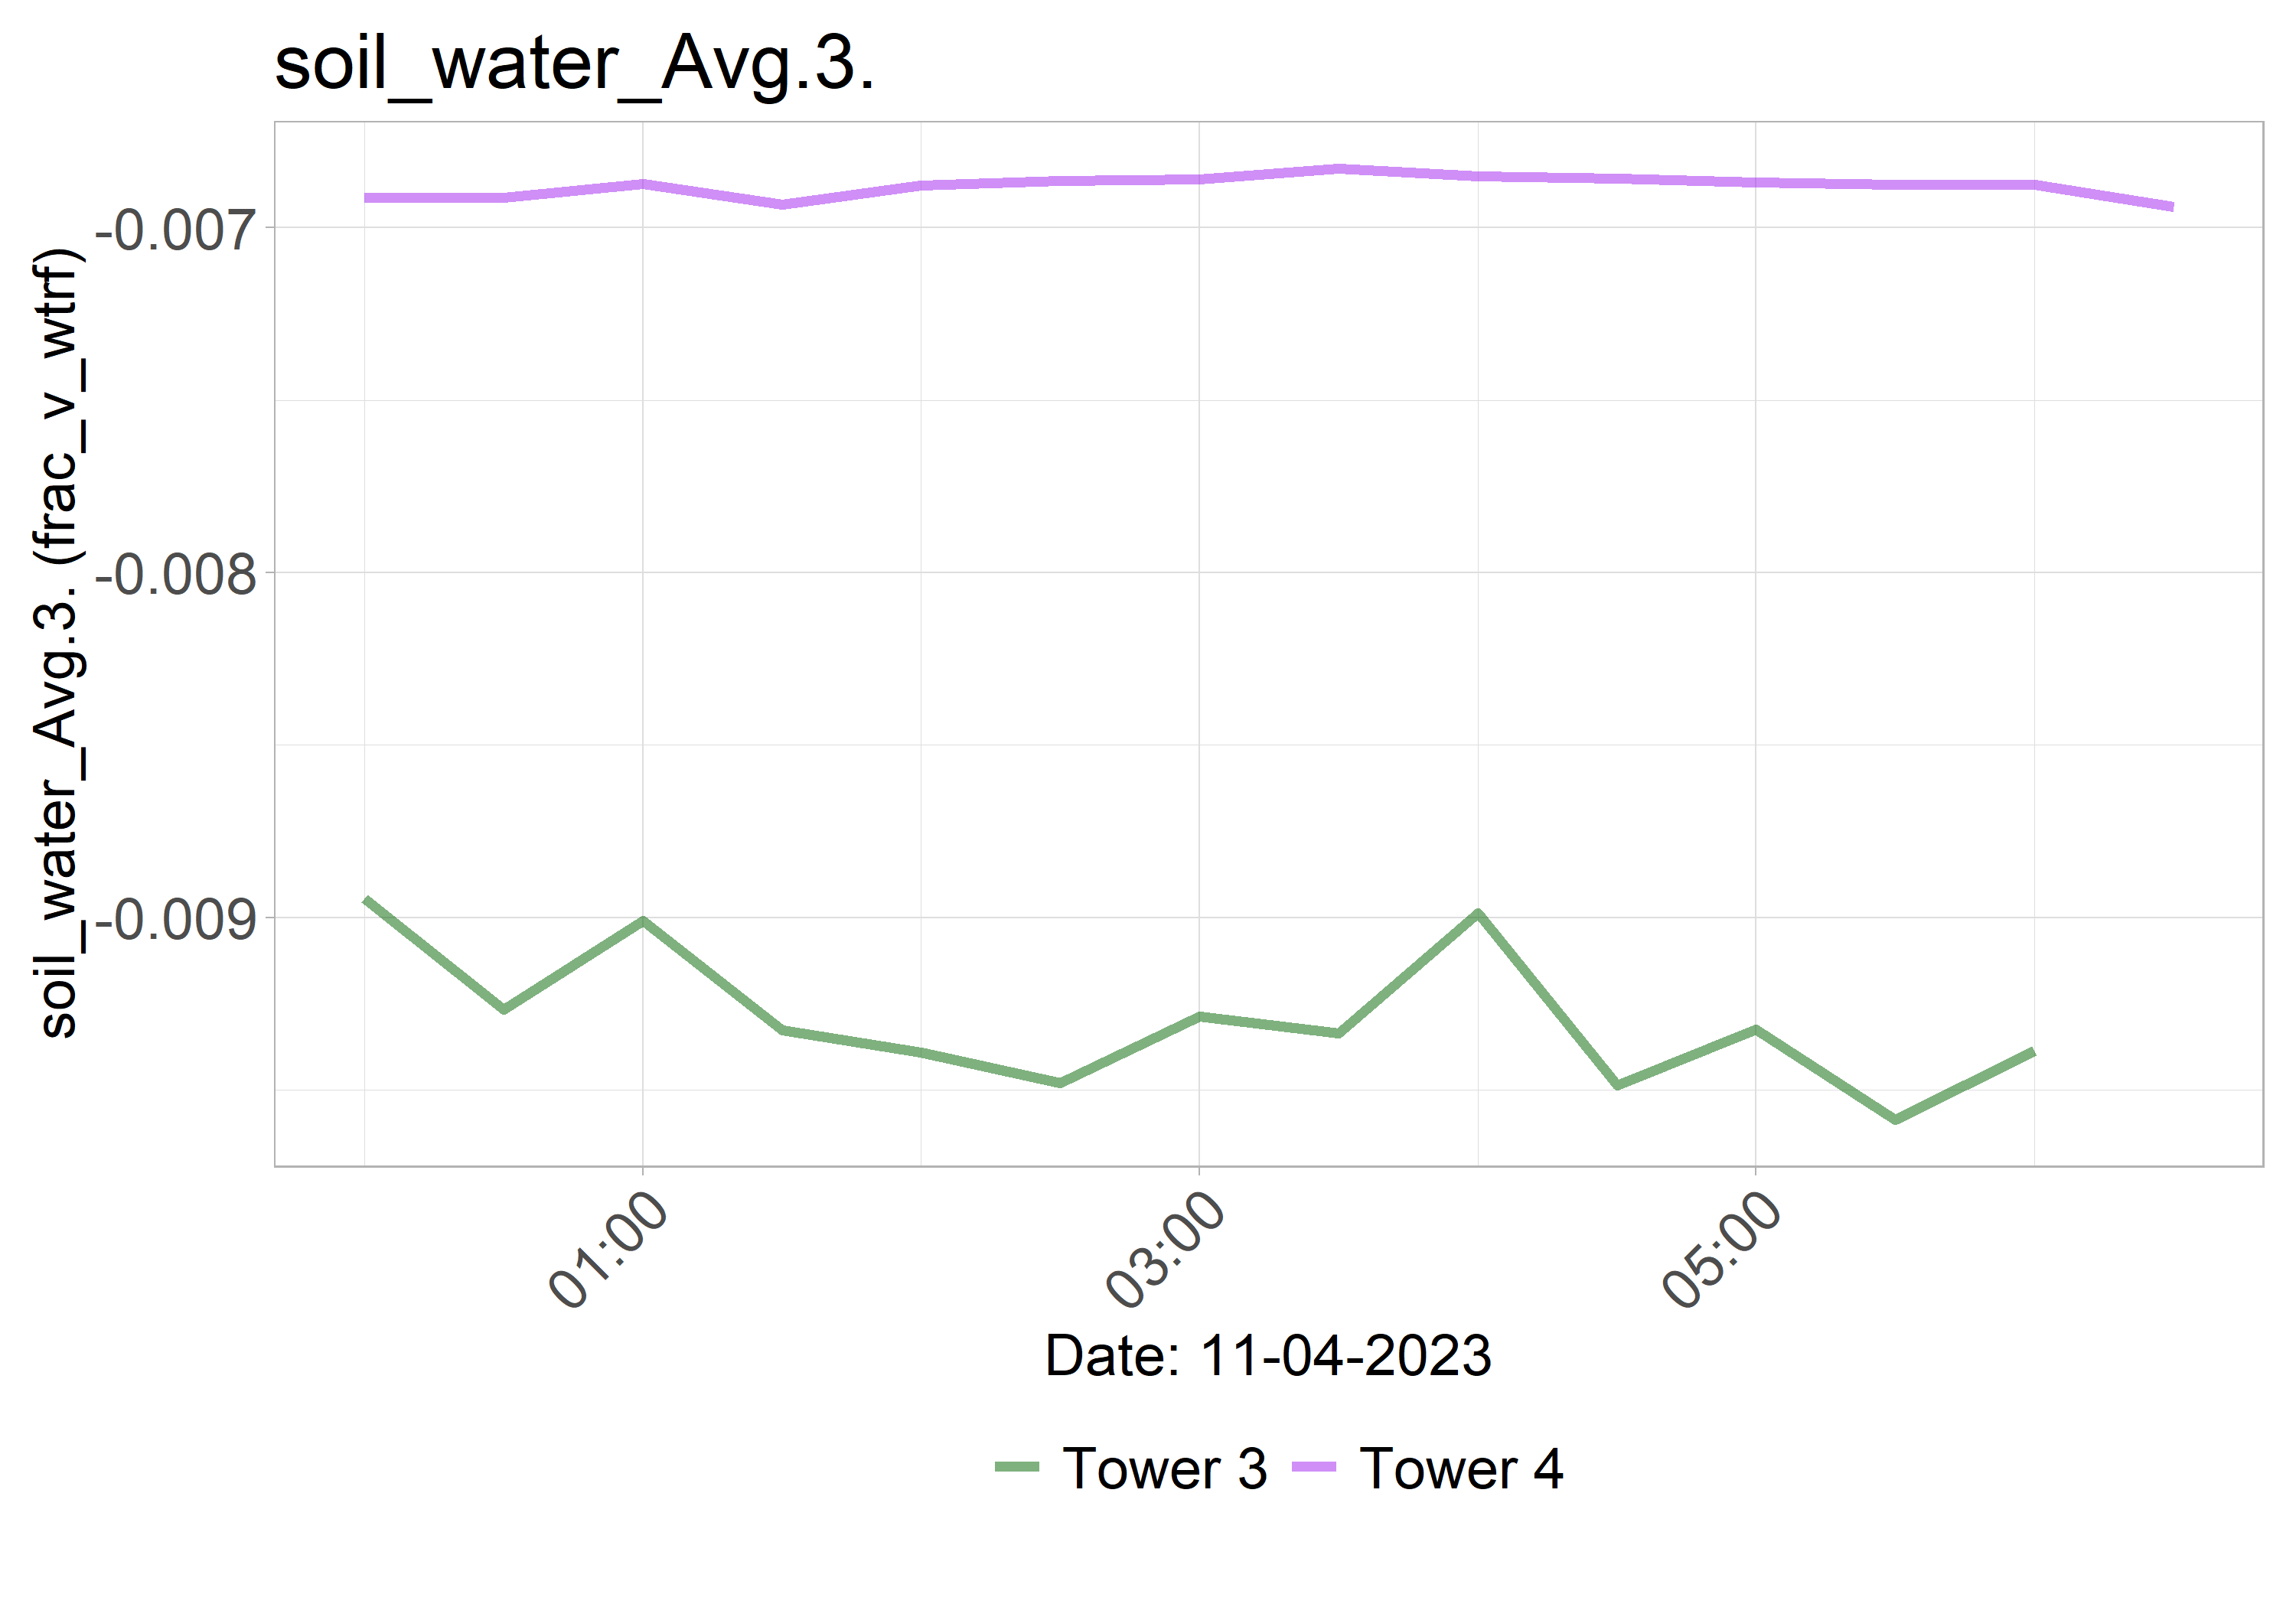 soil_water_Avg.3.
soil_water_Avg.3. (frac_v_wtrf)
-0.007
-0.008
-0.009
01:00
03:00
05:00
Date: 11-04-2023
Tower 3
Tower 4